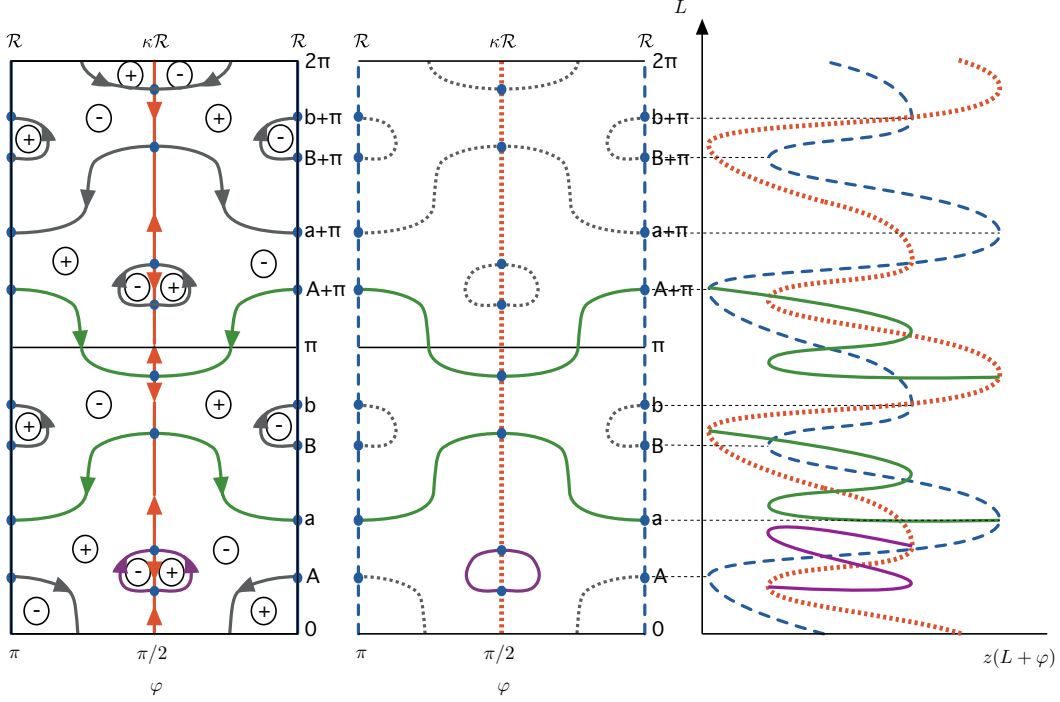 L
ℛ κℛ ℛ ℛ κℛ ℛ
2π 2π
+ -
- + b+π b+π
+ -
B+π B+π
a+π a+π
+ -
- +
A+π A+π
π π
- + b b
+ -
B B
a a
+ -
- +
A A
- +
0 0
π π/2 π π/2 z(L + φ)
φ φ